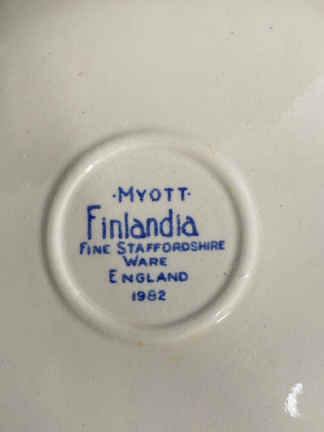 ·MYOTT·
Finlandia
FINE STAFFORDSHIRE
WARE
ENGLAND
1982